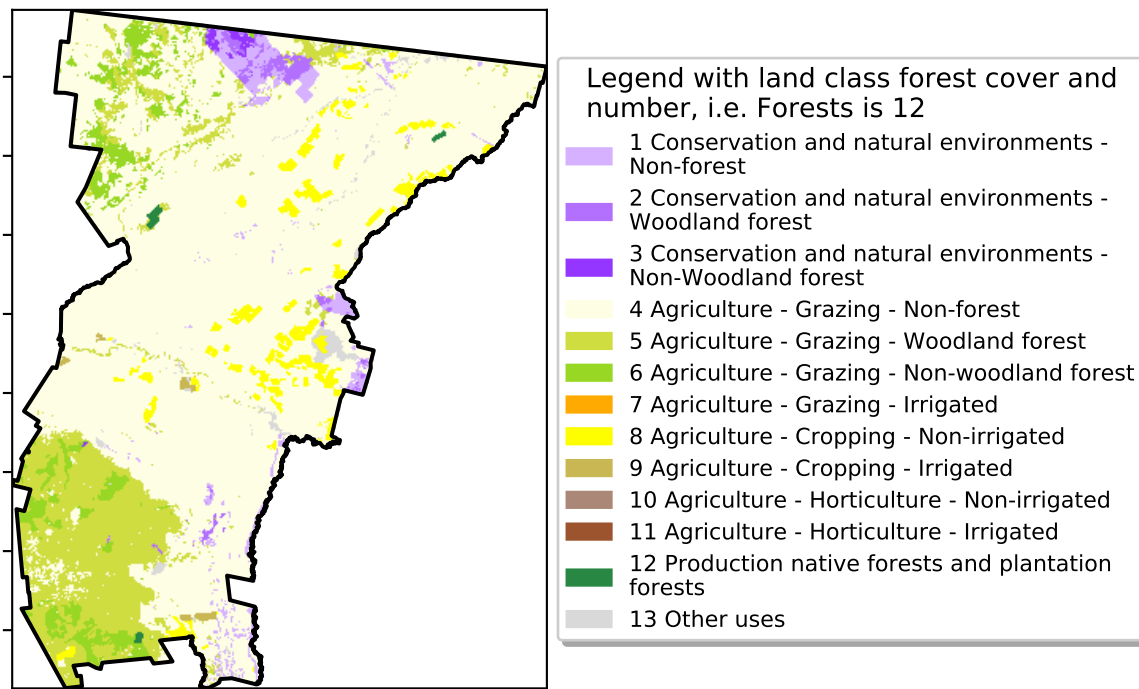 Legend with land class forest cover and
number, i.e. Forests is 12
1 Conservation and natural environments -
Non-forest
2 Conservation and natural environments -
Woodland forest
3 Conservation and natural environments -
Non-Woodland forest
4 Agriculture - Grazing - Non-forest
5 Agriculture - Grazing - Woodland forest
6 Agriculture - Grazing - Non-woodland forest
7 Agriculture - Grazing - Irrigated
8 Agriculture - Cropping - Non-irrigated
9 Agriculture - Cropping - Irrigated
10 Agriculture - Horticulture - Non-irrigated
11 Agriculture - Horticulture - Irrigated
12 Production native forests and plantation
forests
13 Other uses